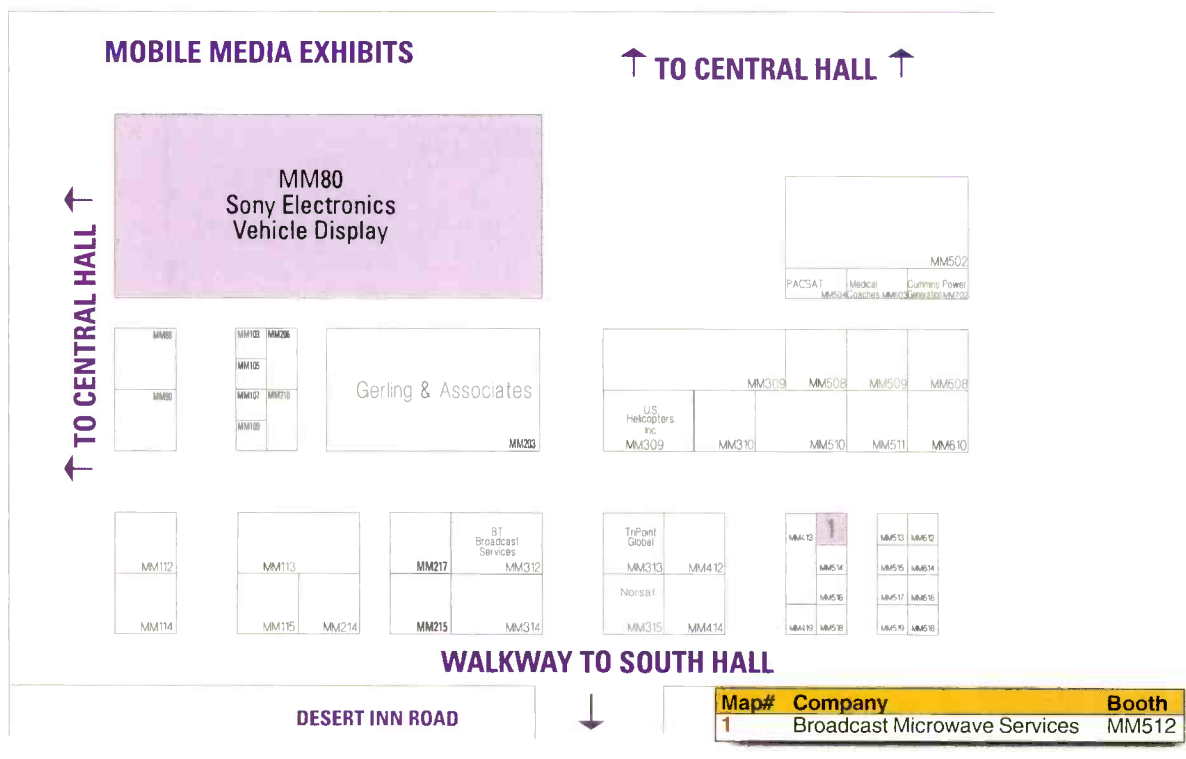 MOBILE MEDIA EXHIBITS
TO CENTRAL HALL
MM80
Sony Electronics
Vehicle Display
TO CENTRAL HALL
MM502
PACSAT
MM504
Medical
Coaches MM603
Cummins Power
Generation MM702
MM88
MM90
MM103 MM206
MM105
MM107 MM210
MM109
Gerling & Associates
MM203
MM309 MM508 MM509 MM608
U.S.
Helicopters
Inc
MM309 MM310 MM510 MM511 MM610
MM112
MM114
MM113
MM115 MM214
MM217
BT
Broadcast
Services
MM312
MM215 MM314
TriPoint
Global
MM313 MM412
Norsat
MM315 MM414
MM413 1
MM514
MM516
MM419 MM518
MM513 MM612
MM515 MM614
MM517 MM616
MM519 MM618
WALKWAY TO SOUTH HALL
DESERT INN ROAD
Map# Company Booth
1 Broadcast Microwave Services MM512